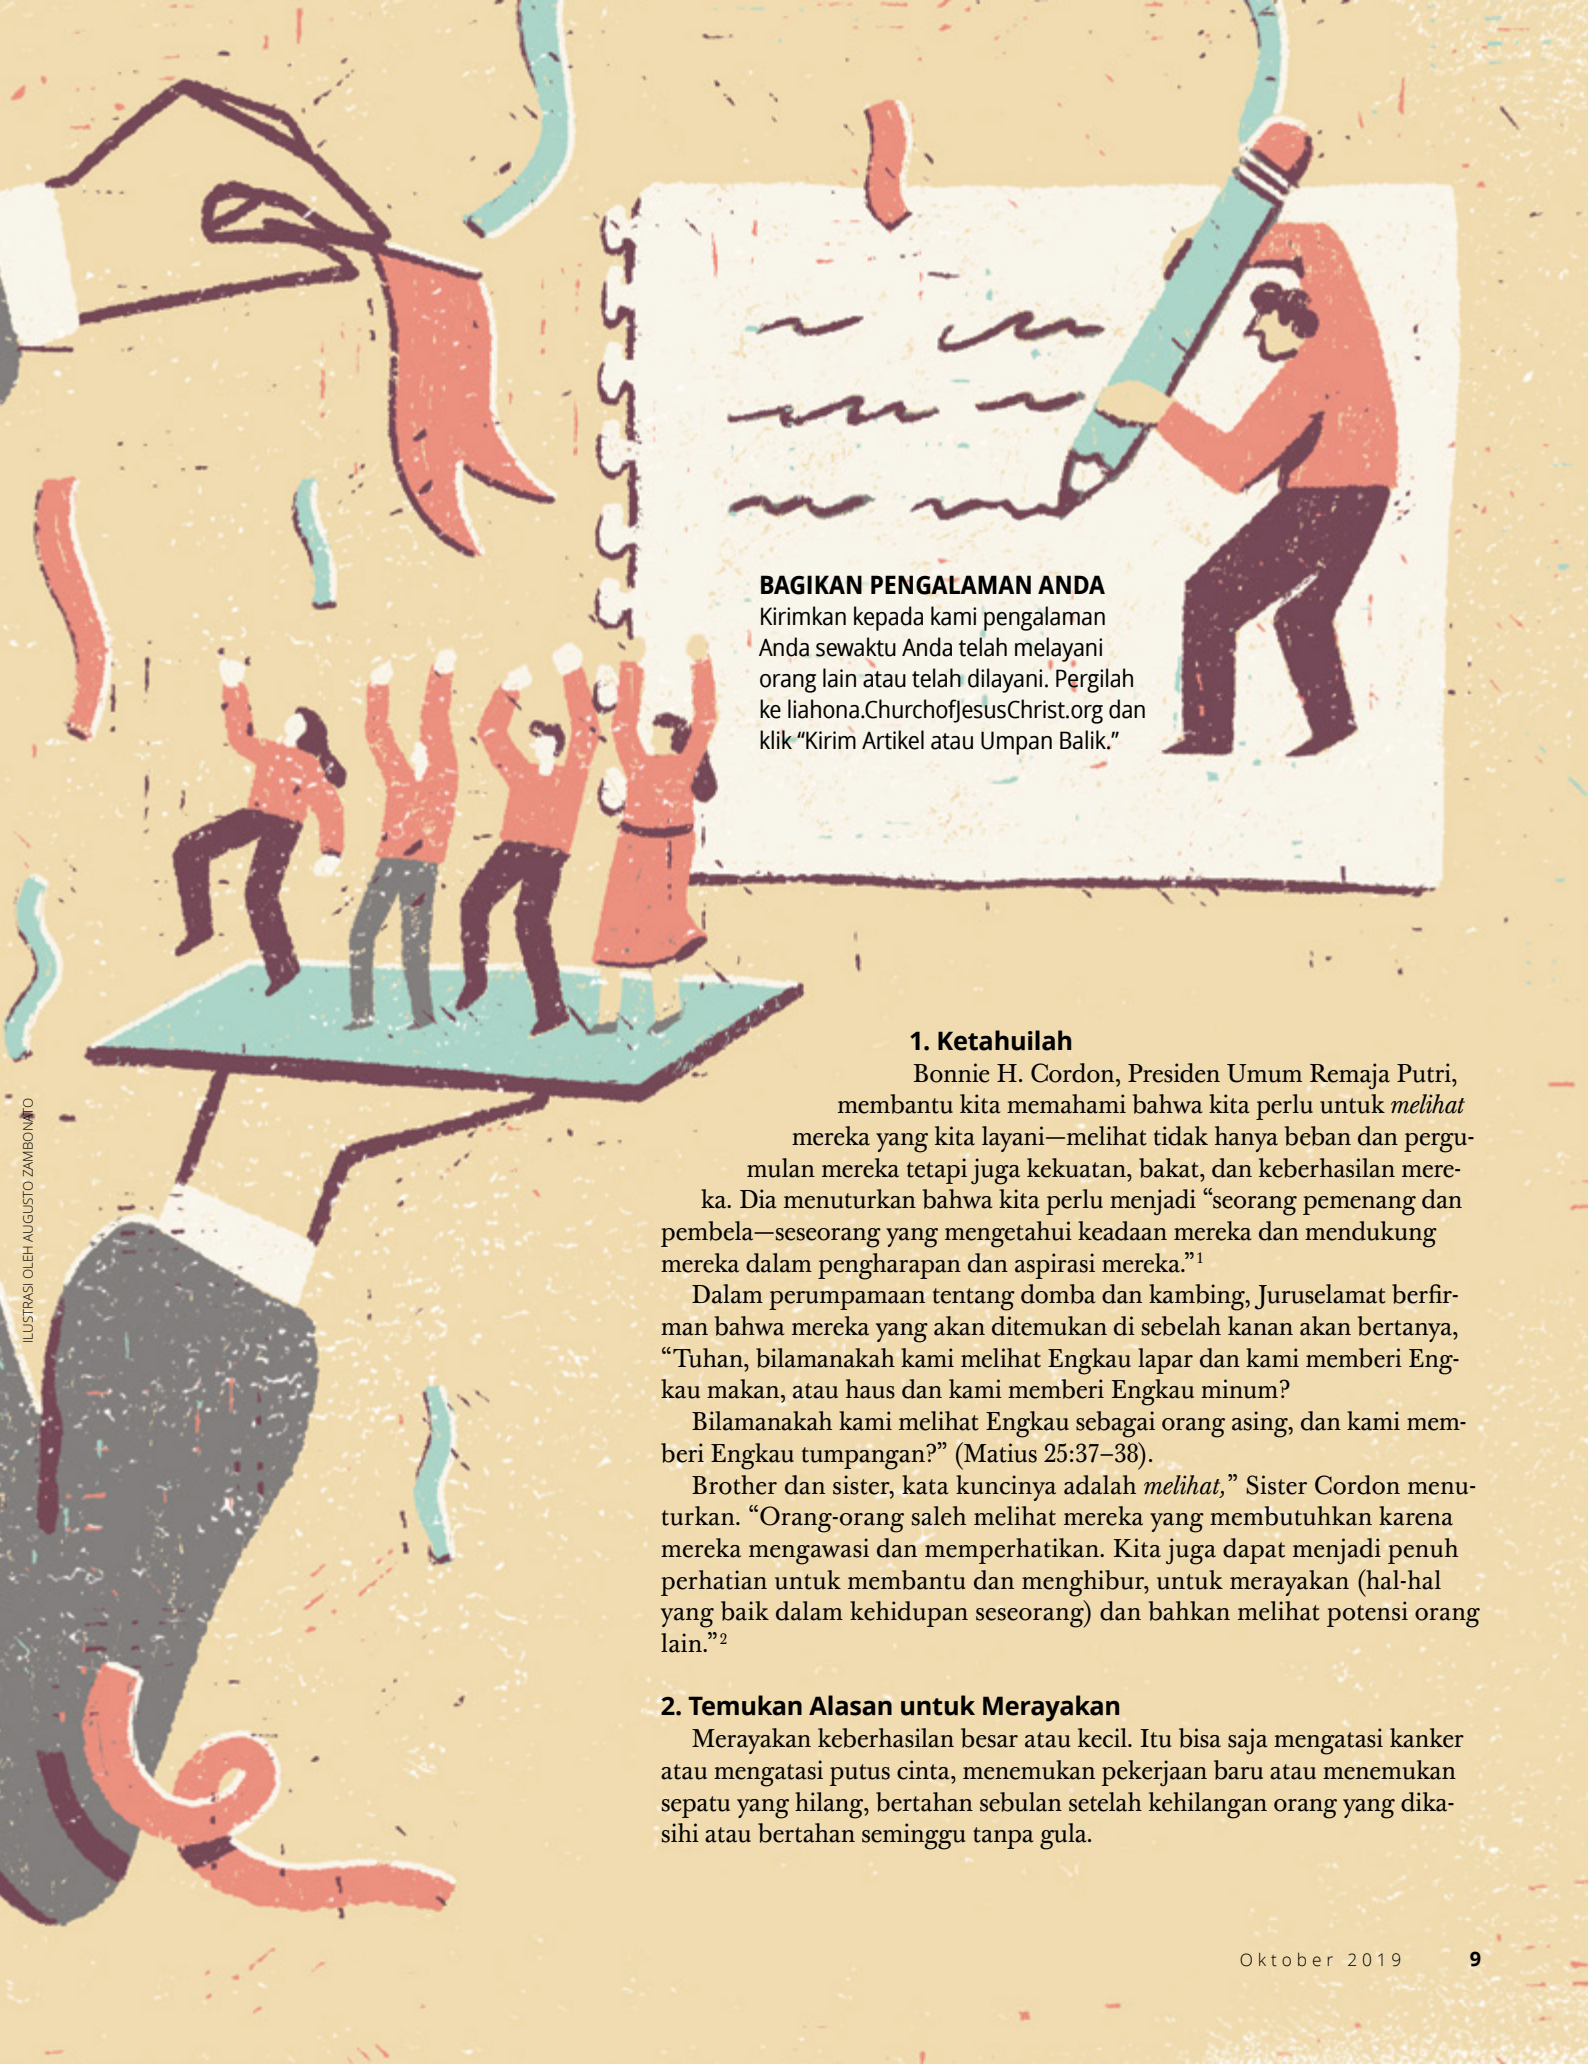 BAGIKAN PENGALAMAN ANDA
Kirimkan kepada kami pengalaman
Anda sewaktu Anda telah melayani
orang lain atau telah dilayani. Pergilah
ke liahona.ChurchofJesusChrist.org dan
klik “Kirim Artikel atau Umpan Balik.”
1. Ketahuilah
Bonnie H. Cordon, Presiden Umum Remaja Putri,
membantu kita memahami bahwa kita perlu untuk melihat
mereka yang kita layani—melihat tidak hanya beban dan pergu-
mulan mereka tetapi juga kekuatan, bakat, dan keberhasilan mere-
ka. Dia menuturkan bahwa kita perlu menjadi “seorang pemenang dan
pembela—seseorang yang mengetahui keadaan mereka dan mendukung
mereka dalam pengharapan dan aspirasi mereka.”1
Dalam perumpamaan tentang domba dan kambing, Juruselamat berfir-
man bahwa mereka yang akan ditemukan di sebelah kanan akan bertanya,
“Tuhan, bilamanakah kami melihat Engkau lapar dan kami memberi Eng-
kau makan, atau haus dan kami memberi Engkau minum?
Bilamanakah kami melihat Engkau sebagai orang asing, dan kami mem-
beri Engkau tumpangan?” (Matius 25:37–38).
Brother dan sister, kata kuncinya adalah melihat,” Sister Cordon menu-
turkan. “Orang-orang saleh melihat mereka yang membutuhkan karena
mereka mengawasi dan memperhatikan. Kita juga dapat menjadi penuh
perhatian untuk membantu dan menghibur, untuk merayakan (hal-hal
yang baik dalam kehidupan seseorang) dan bahkan melihat potensi orang
lain.”2
2. Temukan Alasan untuk Merayakan
Merayakan keberhasilan besar atau kecil. Itu bisa saja mengatasi kanker
atau mengatasi putus cinta, menemukan pekerjaan baru atau menemukan
sepatu yang hilang, bertahan sebulan setelah kehilangan orang yang dika-
sihi atau bertahan seminggu tanpa gula.
ILUSTRASI OLEH AUGUSTO ZAMBONATO
Oktober 2019 9